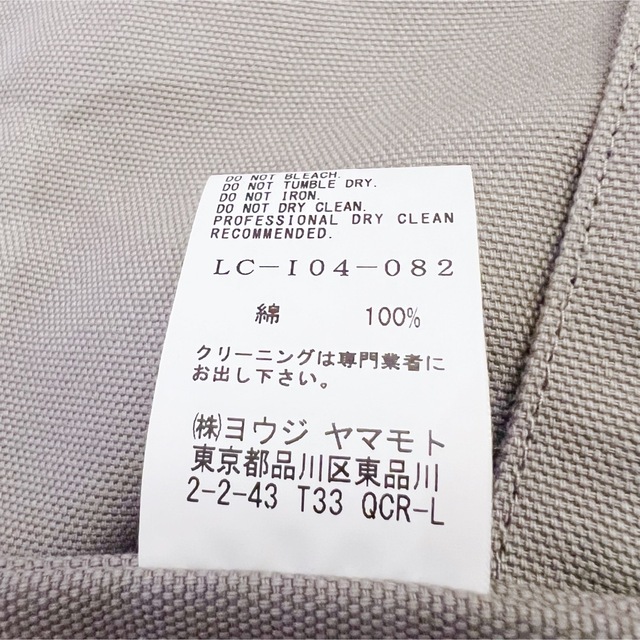 DO NOT BLEACH.
DO NOT TUMBLE DRY.
DO NOT IRON.
DO NOT DRY CLEAN.
PROFESSIONAL DRY CLEAN
RECOMMENDED.
LC-I04-082
綿 100%
クリーニングは専門業者に
お出し下さい。
㈱ヨウジ ヤマモト
東京都品川区東品川
2-2-43 T33 QCR-L